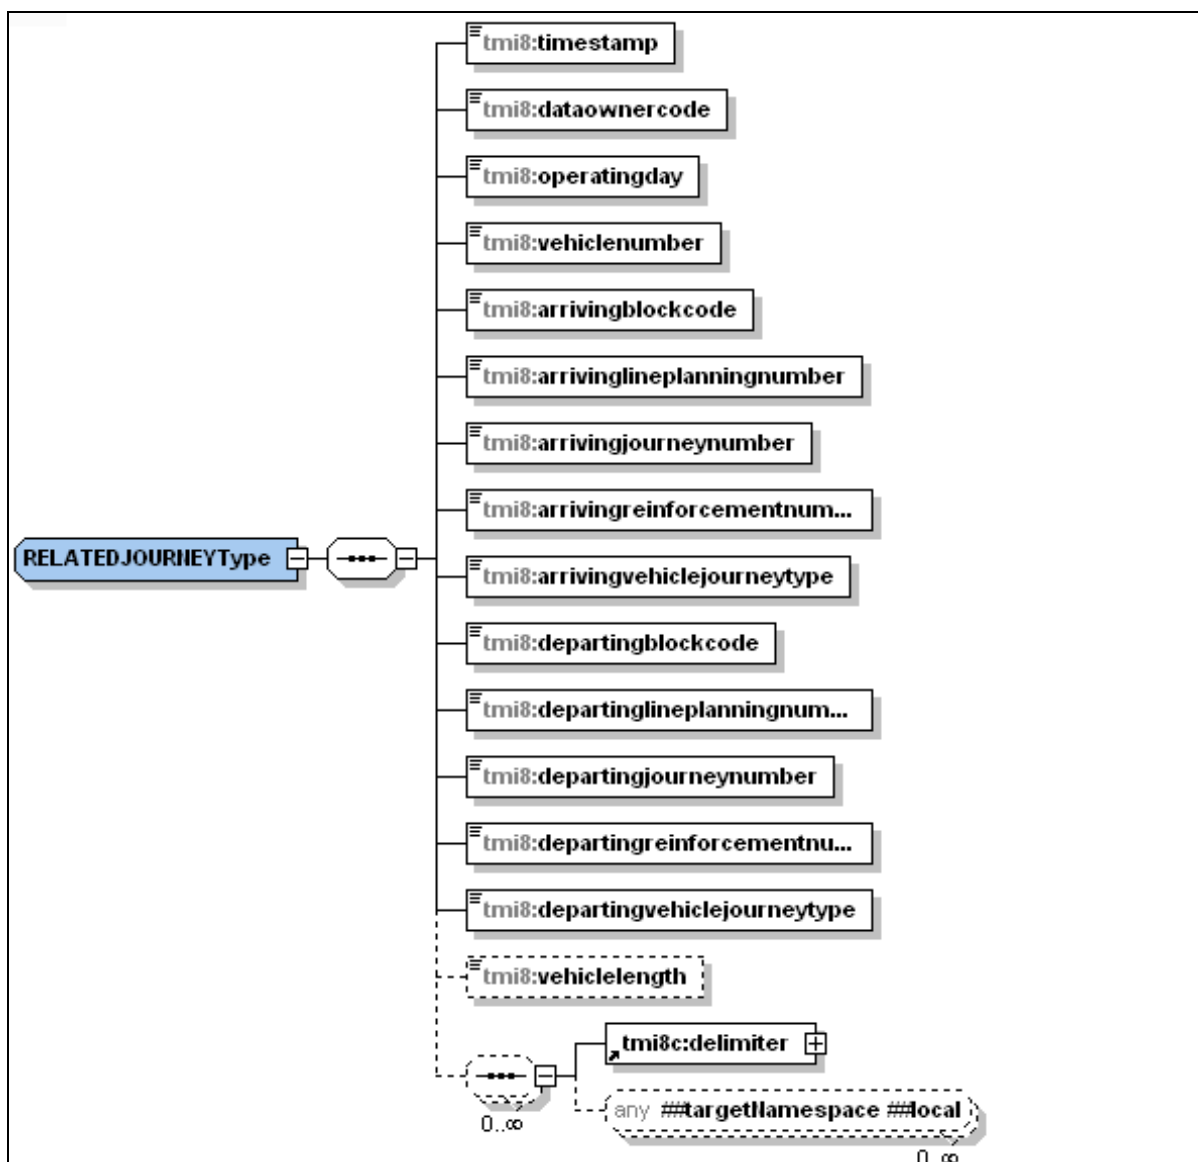 tmi8:timestamp
tmi8:dataownercode
tmi8:operatingday
tmi8:vehiclenumber
tmi8:arrivingblockcode
tmi8:arrivinglineplanningnumber
tmi8:arrivingjourneynumber
tmi8:arrivingreinforcementnum...
RELATEDJOURNEYType
tmi8:arrivingvehiclejourneytype
tmi8:departingblockcode
tmi8:departinglineplanningnum...
tmi8:departingjourneynumber
tmi8:departingreinforcementnu...
tmi8:departingvehiclejourneytype
tmi8:vehiclelength
tmi8c:delimiter
any ##targetNamespace ##local
0..∞
0..∞